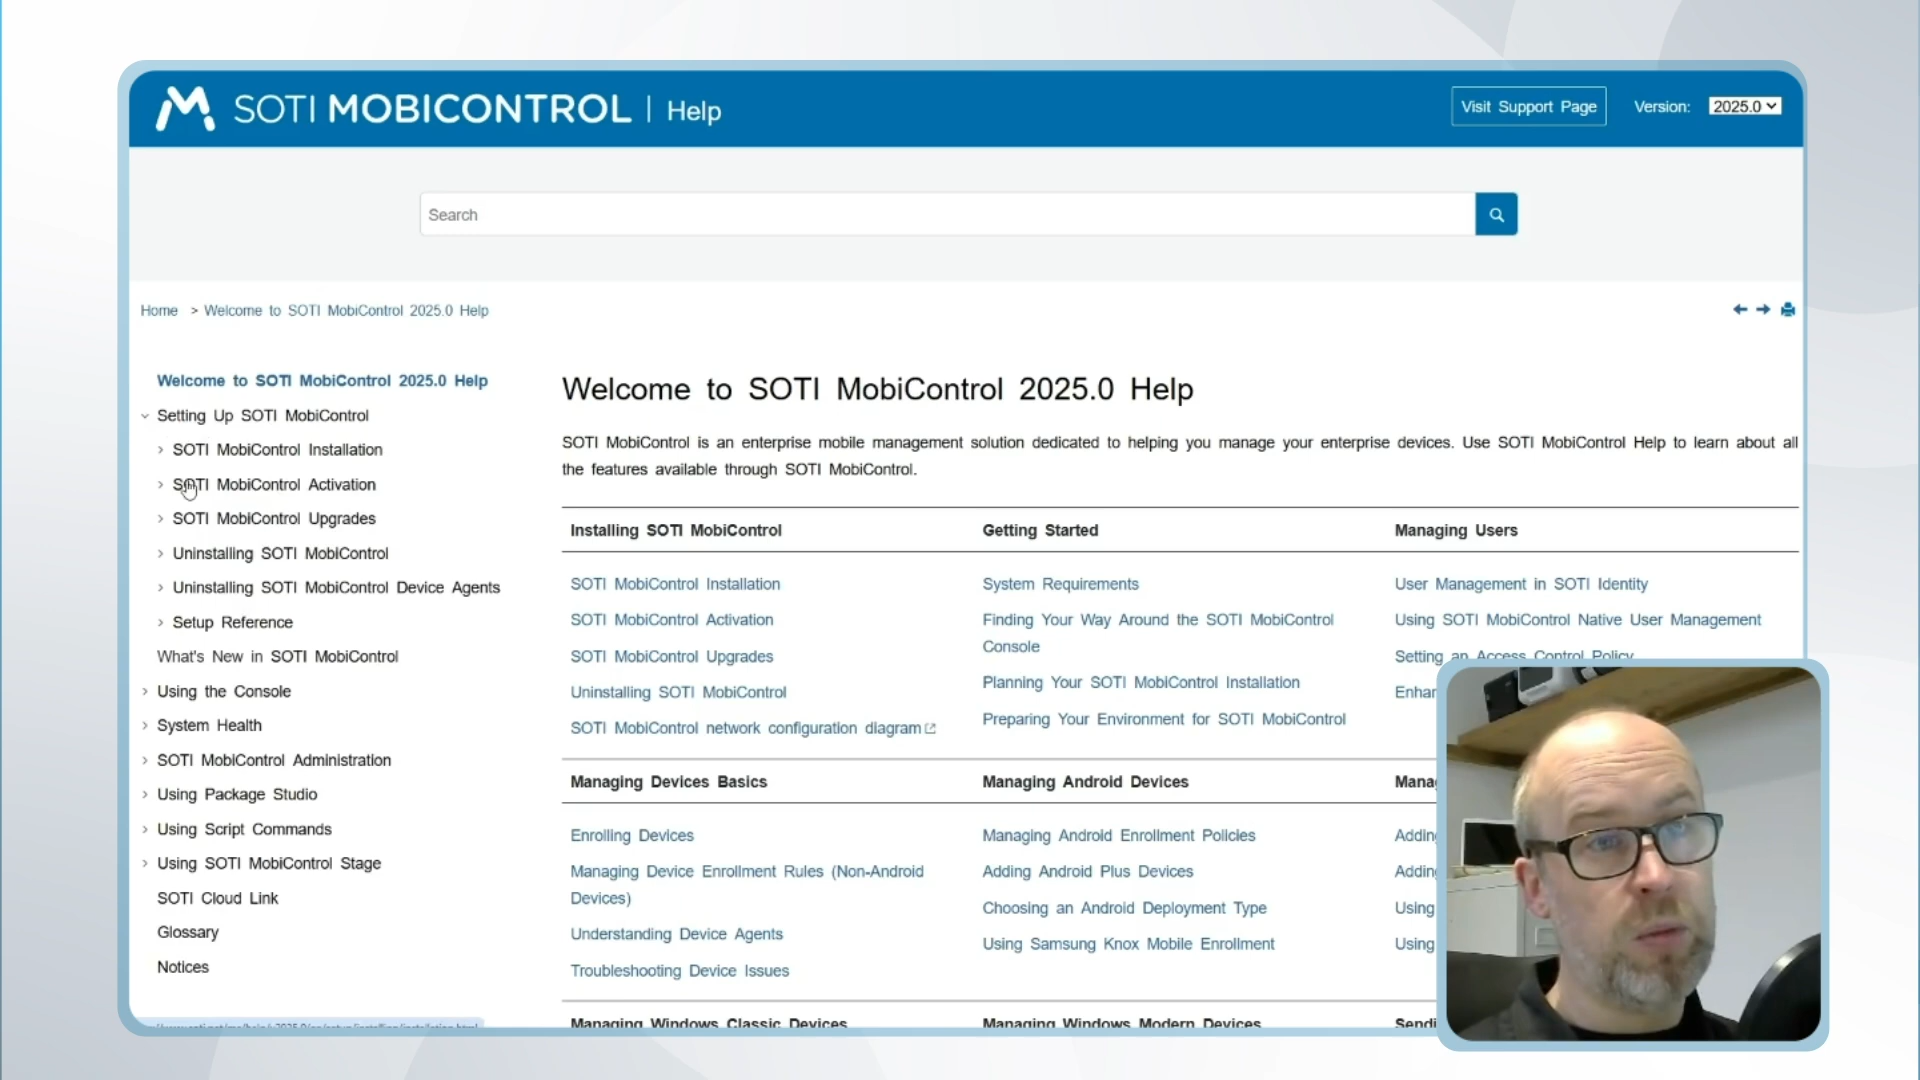 SOTI MOBICONTROL | Help
Visit Support Page
Version:
2025.0
Search
Home > Welcome to SOTI MobiControl 2025.0 Help
Welcome to SOTI MobiControl 2025.0 Help
Setting Up SOTI MobiControl
SOTI MobiControl Installation
SOTI MobiControl Activation
SOTI MobiControl Upgrades
Uninstalling SOTI MobiControl
Uninstalling SOTI MobiControl Device Agents
Setup Reference
What's New in SOTI MobiControl
Using the Console
System Health
SOTI MobiControl Administration
Using Package Studio
Using Script Commands
Using SOTI MobiControl Stage
SOTI Cloud Link
Glossary
Notices
Welcome to SOTI MobiControl 2025.0 Help
SOTI MobiControl is an enterprise mobile management solution dedicated to helping you manage your enterprise devices. Use SOTI MobiControl Help to learn about all
the features available through SOTI MobiControl.
Installing SOTI MobiControl
SOTI MobiControl Installation
SOTI MobiControl Activation
SOTI MobiControl Upgrades
Uninstalling SOTI MobiControl
SOTI MobiControl network configuration diagram
Getting Started
System Requirements
Finding Your Way Around the SOTI MobiControl
Console
Planning Your SOTI MobiControl Installation
Preparing Your Environment for SOTI MobiControl
Managing Users
User Management in SOTI Identity
Using SOTI MobiControl Native User Management
Setting an Access Control Policy
Managing Devices Basics
Enrolling Devices
Managing Device Enrollment Rules (Non-Android
Devices)
Understanding Device Agents
Troubleshooting Device Issues
Managing Android Devices
Managing Android Enrollment Policies
Adding Android Plus Devices
Choosing an Android Deployment Type
Using Samsung Knox Mobile Enrollment
Adding
Adding
Using
Using
Managing Windows Classic Devices
Managing Windows Modern Devices